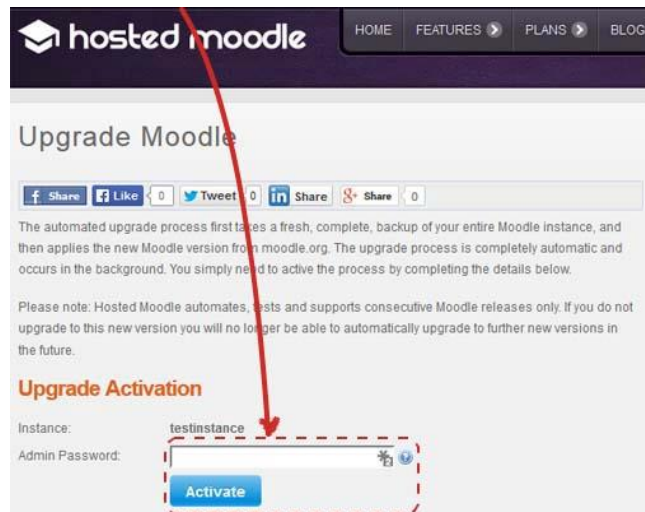 hosted moodle
HOME FEATURES PLANS BLOG
Upgrade Moodle
Share Like 0 Tweet 0 Share Share 0
The automated upgrade process first takes a fresh, complete, backup of your entire Moodle instance, and
then applies the new Moodle version from moodle.org. The upgrade process is completely automatic and
occurs in the background. You simply need to active the process by completing the details below.
Please note: Hosted Moodle automates, tests and supports consecutive Moodle releases only. If you do not
upgrade to this new version you will no longer be able to automatically upgrade to further new versions in
the future.
Upgrade Activation
Instance: testinstance
Admin Password:
Activate